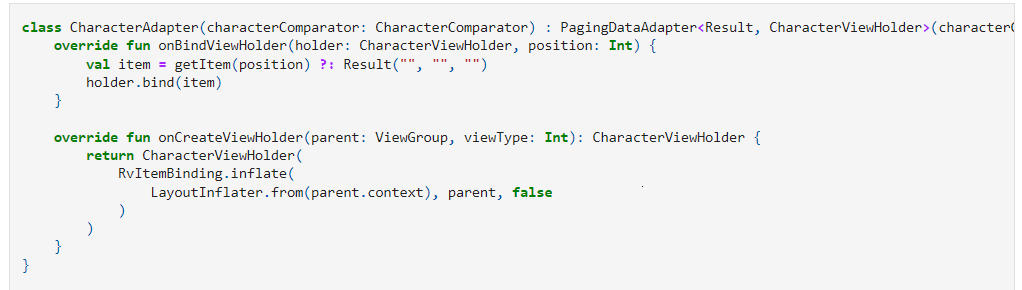 class CharacterAdapter(characterComparator: CharacterComparator) : PagingDataAdapter<Result, CharacterViewHolder>(character
    override fun onBindViewHolder(holder: CharacterViewHolder, position: Int) {
        val item = getItem(position) ?: Result("", "", "")
        holder.bind(item)
    }

    override fun onCreateViewHolder(parent: ViewGroup, viewType: Int): CharacterViewHolder {
        return CharacterViewHolder(
            RvItemBinding.inflate(
                LayoutInflater.from(parent.context), parent, false
            )
        )
    }
}